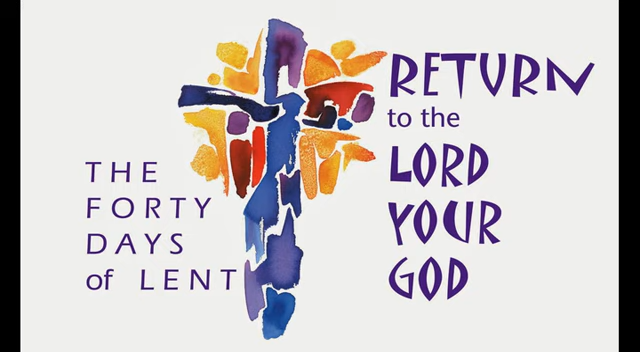 THE
FORTY
DAYS
of LENT
RETURN
to the
LORD
YOUR
GOD